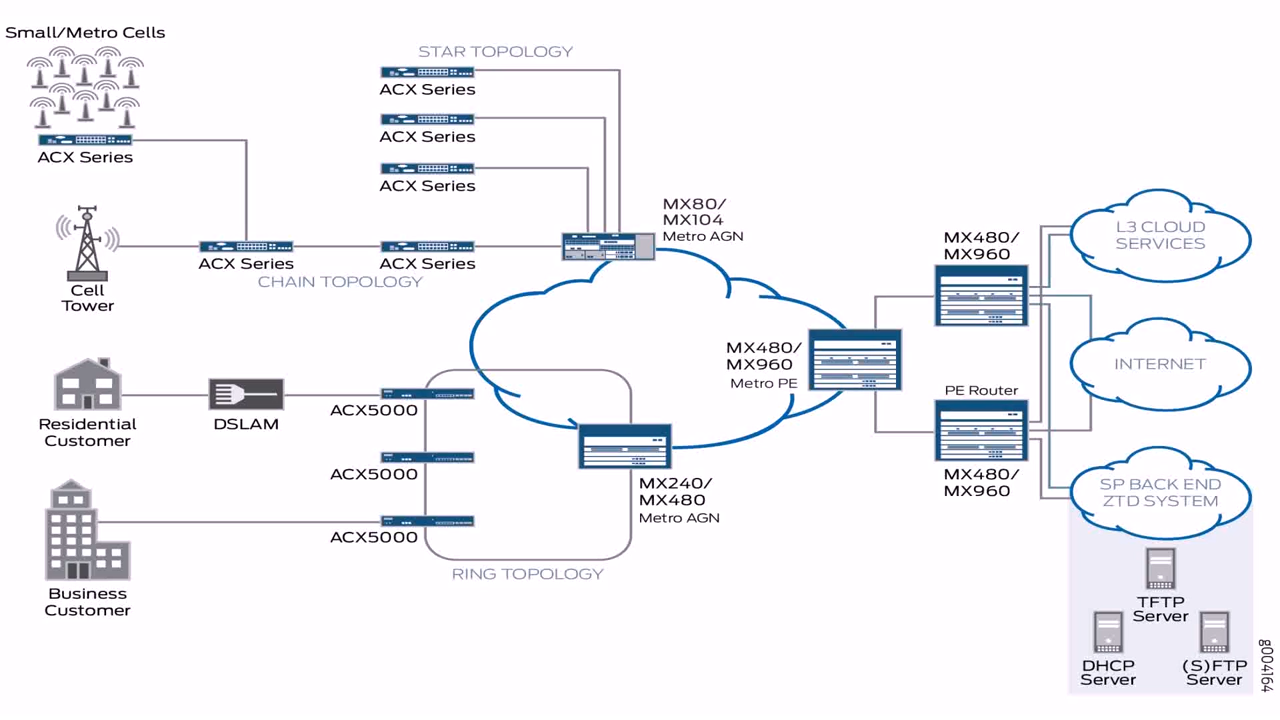 Small/Metro Cells
ACX Series
STAR TOPOLOGY
ACX Series
ACX Series
ACX Series
Cell
Tower
ACX Series
ACX Series
CHAIN TOPOLOGY
MX80/
MX104
Metro AGN
Residential
Customer
DSLAM
ACX5000
ACX5000
ACX5000
Business
Customer
RING TOPOLOGY
MX240/
MX480
Metro AGN
MX480/
MX960
Metro PE
MX480/
MX960
PE Router
MX480/
MX960
L3 CLOUD
SERVICES
INTERNET
SP BACK END
ZTD SYSTEM
TFTP
Server
DHCP
Server
(S)FTP
Server
g004164